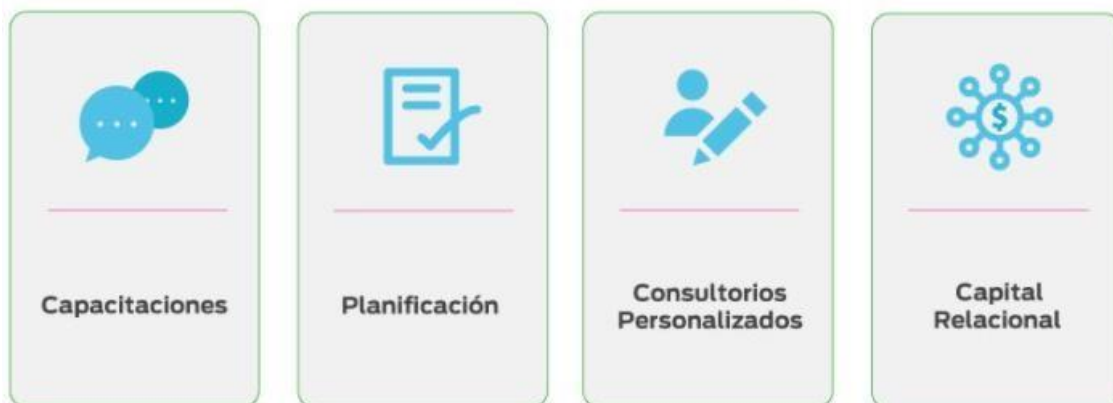 Capacitaciones
Planificación
Consultorios
Personalizados
Capital
Relacional